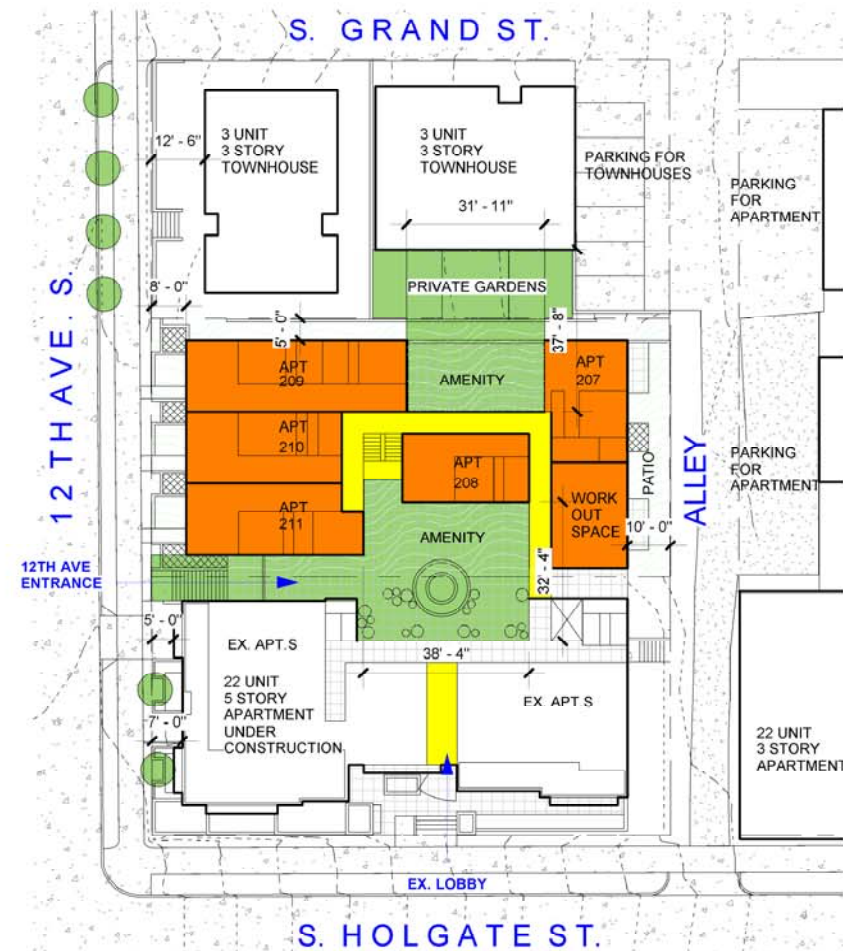 S. GRAND ST.
12' - 6"
3 UNIT
3 STORY
TOWNHOUSE
3 UNIT
3 STORY
TOWNHOUSE
PARKING FOR
TOWNHOUSES
PARKING
FOR
APARTMENT
31' - 11"
12 TH AVE. S.
8' - 0"
PRIVATE GARDENS
5' - 0"
37' - 8"
APT
209
AMENITY
APT
207
APT
210
APT
208
PATIO
ALLEY
PARKING
FOR
APARTMENT
APT
211
WORK
OUT
SPACE
10' - 0"
AMENITY
12TH AVE
ENTRANCE
32' - 4"
5' - 0"
EX. APT.S
38' - 4"
22 UNIT
5 STORY
APARTMENT
UNDER
CONSTRUCTION
EX. APT.S
7' - 0"
22 UNIT
3 STORY
APARTMENT
EX. LOBBY
S. HOLGATE ST.